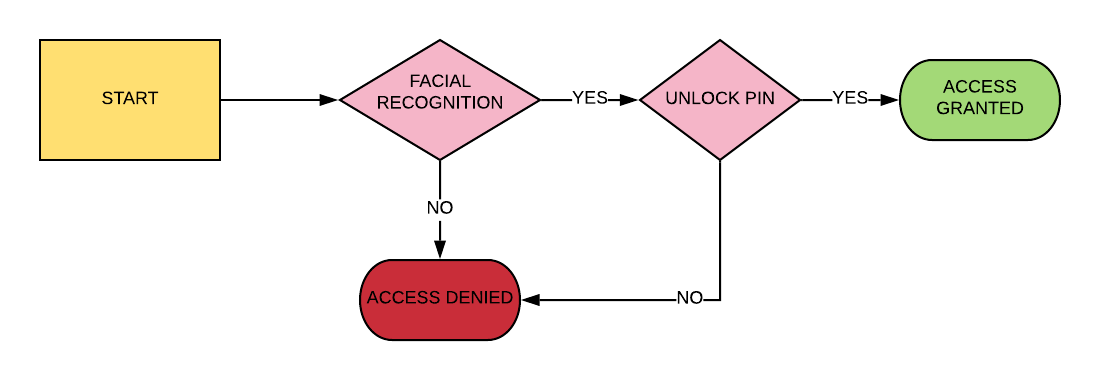 START
FACIAL
RECOGNITION
YES
UNLOCK PIN
YES
ACCESS
GRANTED
NO
ACCESS DENIED
NO